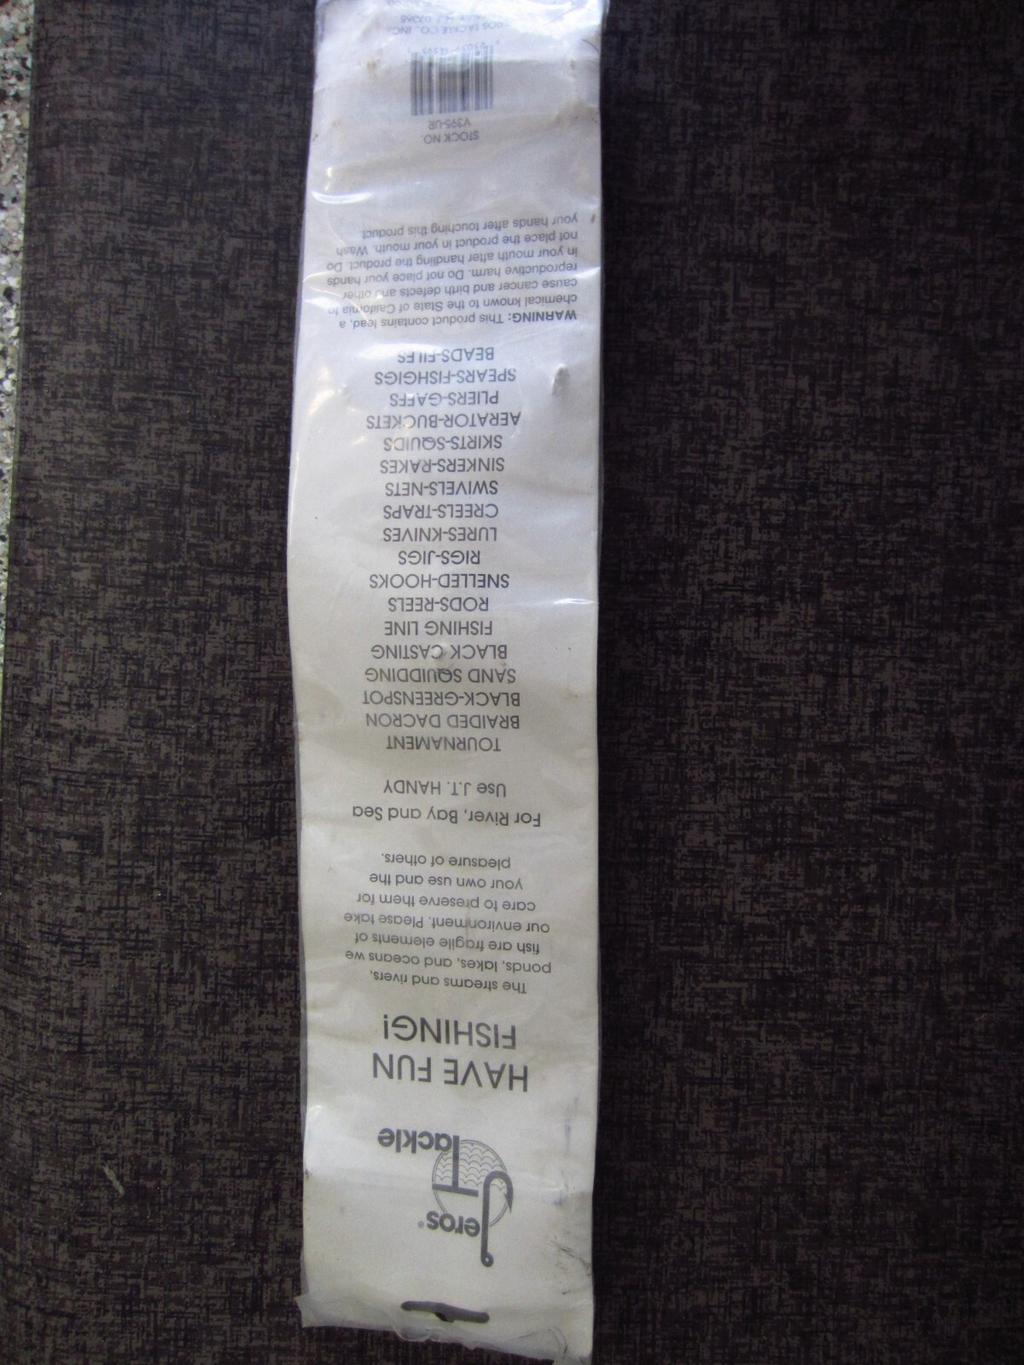 Jeros®
Tackle
HAVE FUN
FISHING!
The streams and rivers,
ponds, lakes, and oceans we
fish are fragile elements of
our environment. Please take
care to preserve them for
your own use and the
pleasure of others.
For River, Bay and Sea
Use J.T. HANDY
TOURNAMENT
BRAIDED DACRON
BLACK-GREENSPOT
SAND SQUIDDING
BLACK CASTING
FISHING LINE
RODS-REELS
SNELLED-HOOKS
RIGS-JIGS
LURES-KNIVES
CREELS-TRAPS
SWIVELS-NETS
SINKERS-RAKES
SKIRTS-SQUIDS
AERATOR-BUCKETS
PLIERS-GAFFS
SPEARS-FISHGIGS
BEADS-FILES
WARNING: This product contains lead, a
chemical known to the State of California to
cause cancer and birth defects and other
reproductive harm. Do not place your hands
in your mouth after handling the product. Do
not place the product in your mouth. Wash
your hands after touching this product
STOCK NO.
V395-UR
TACKLE CO., INC.